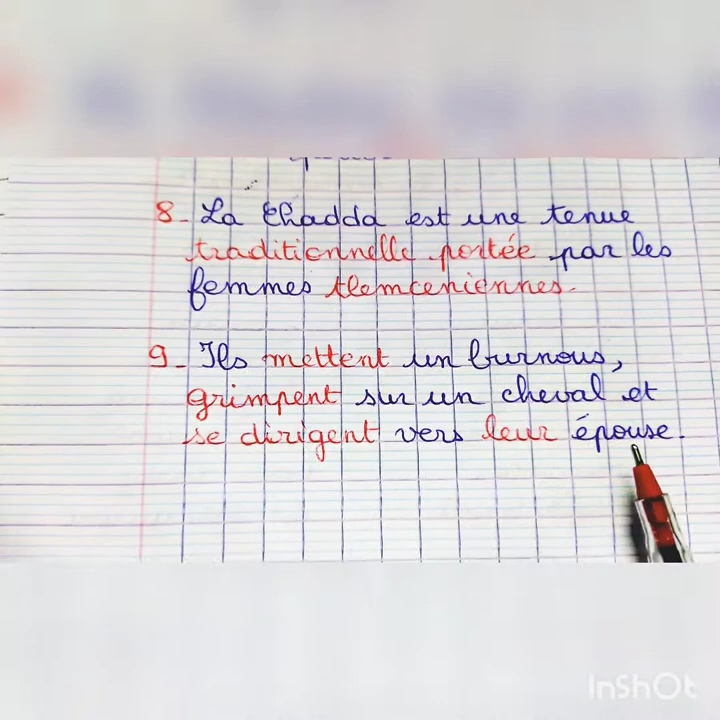 8- La Chadda est une tenue
traditionnelle portée par les
femmes tlemceniennes.
9- Ils mettent un burnous,
grimpent sur un cheval et
se dirigent vers leur épouse.
InShOt